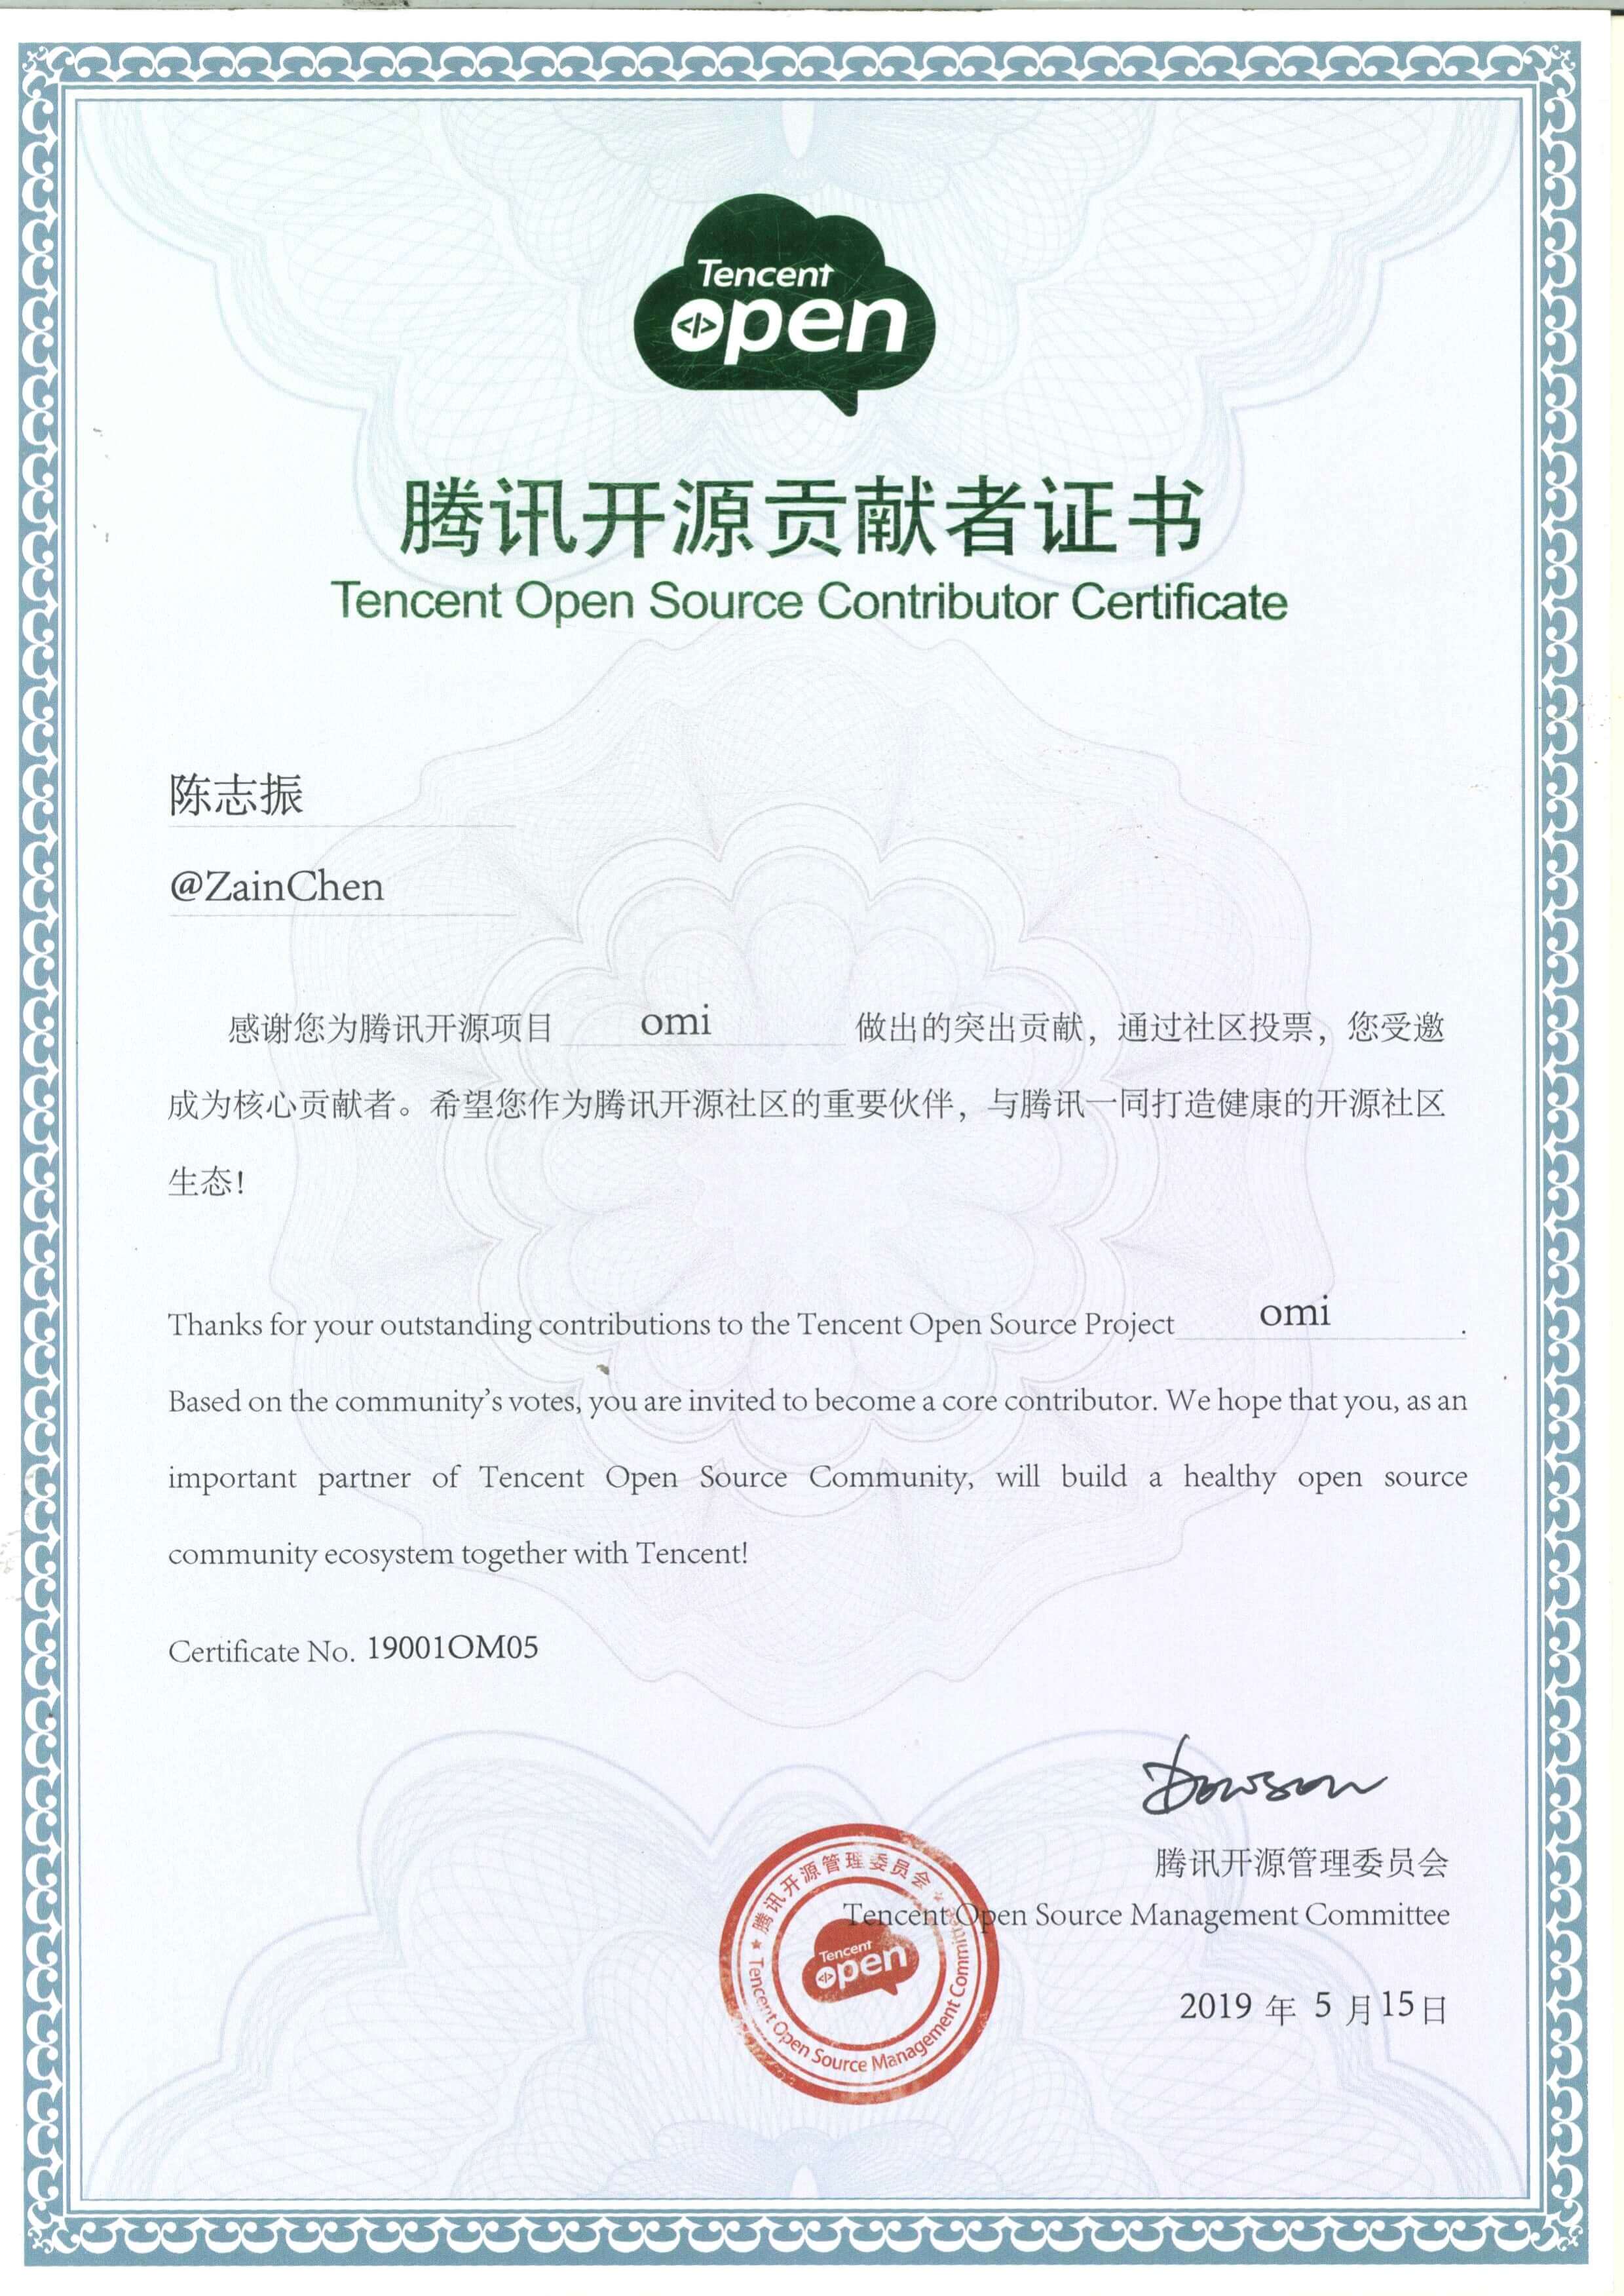 Tencent
open
腾讯开源贡献者证书
Tencent Open Source Contributor Certificate
陈志振
@ZainChen
感谢您为腾讯开源项目 omi 做出的突出贡献，通过社区投票，您受邀
成为核心贡献者。希望您作为腾讯开源社区的重要伙伴，与腾讯一同打造健康的开源社区
生态！
Thanks for your outstanding contributions to the Tencent Open Source Project omi .
Based on the community's votes, you are invited to become a core contributor. We hope that you, as an
important partner of Tencent Open Source Community, will build a healthy open source
community ecosystem together with Tencent!
Certificate No. 19001OM05
Dowson
腾讯开源管理委员会
Tencent Open Source Management Committee
2019 年 5 月 15 日
腾讯开源管理委员会
Tencent
open
Tencent Open Source Management Committee